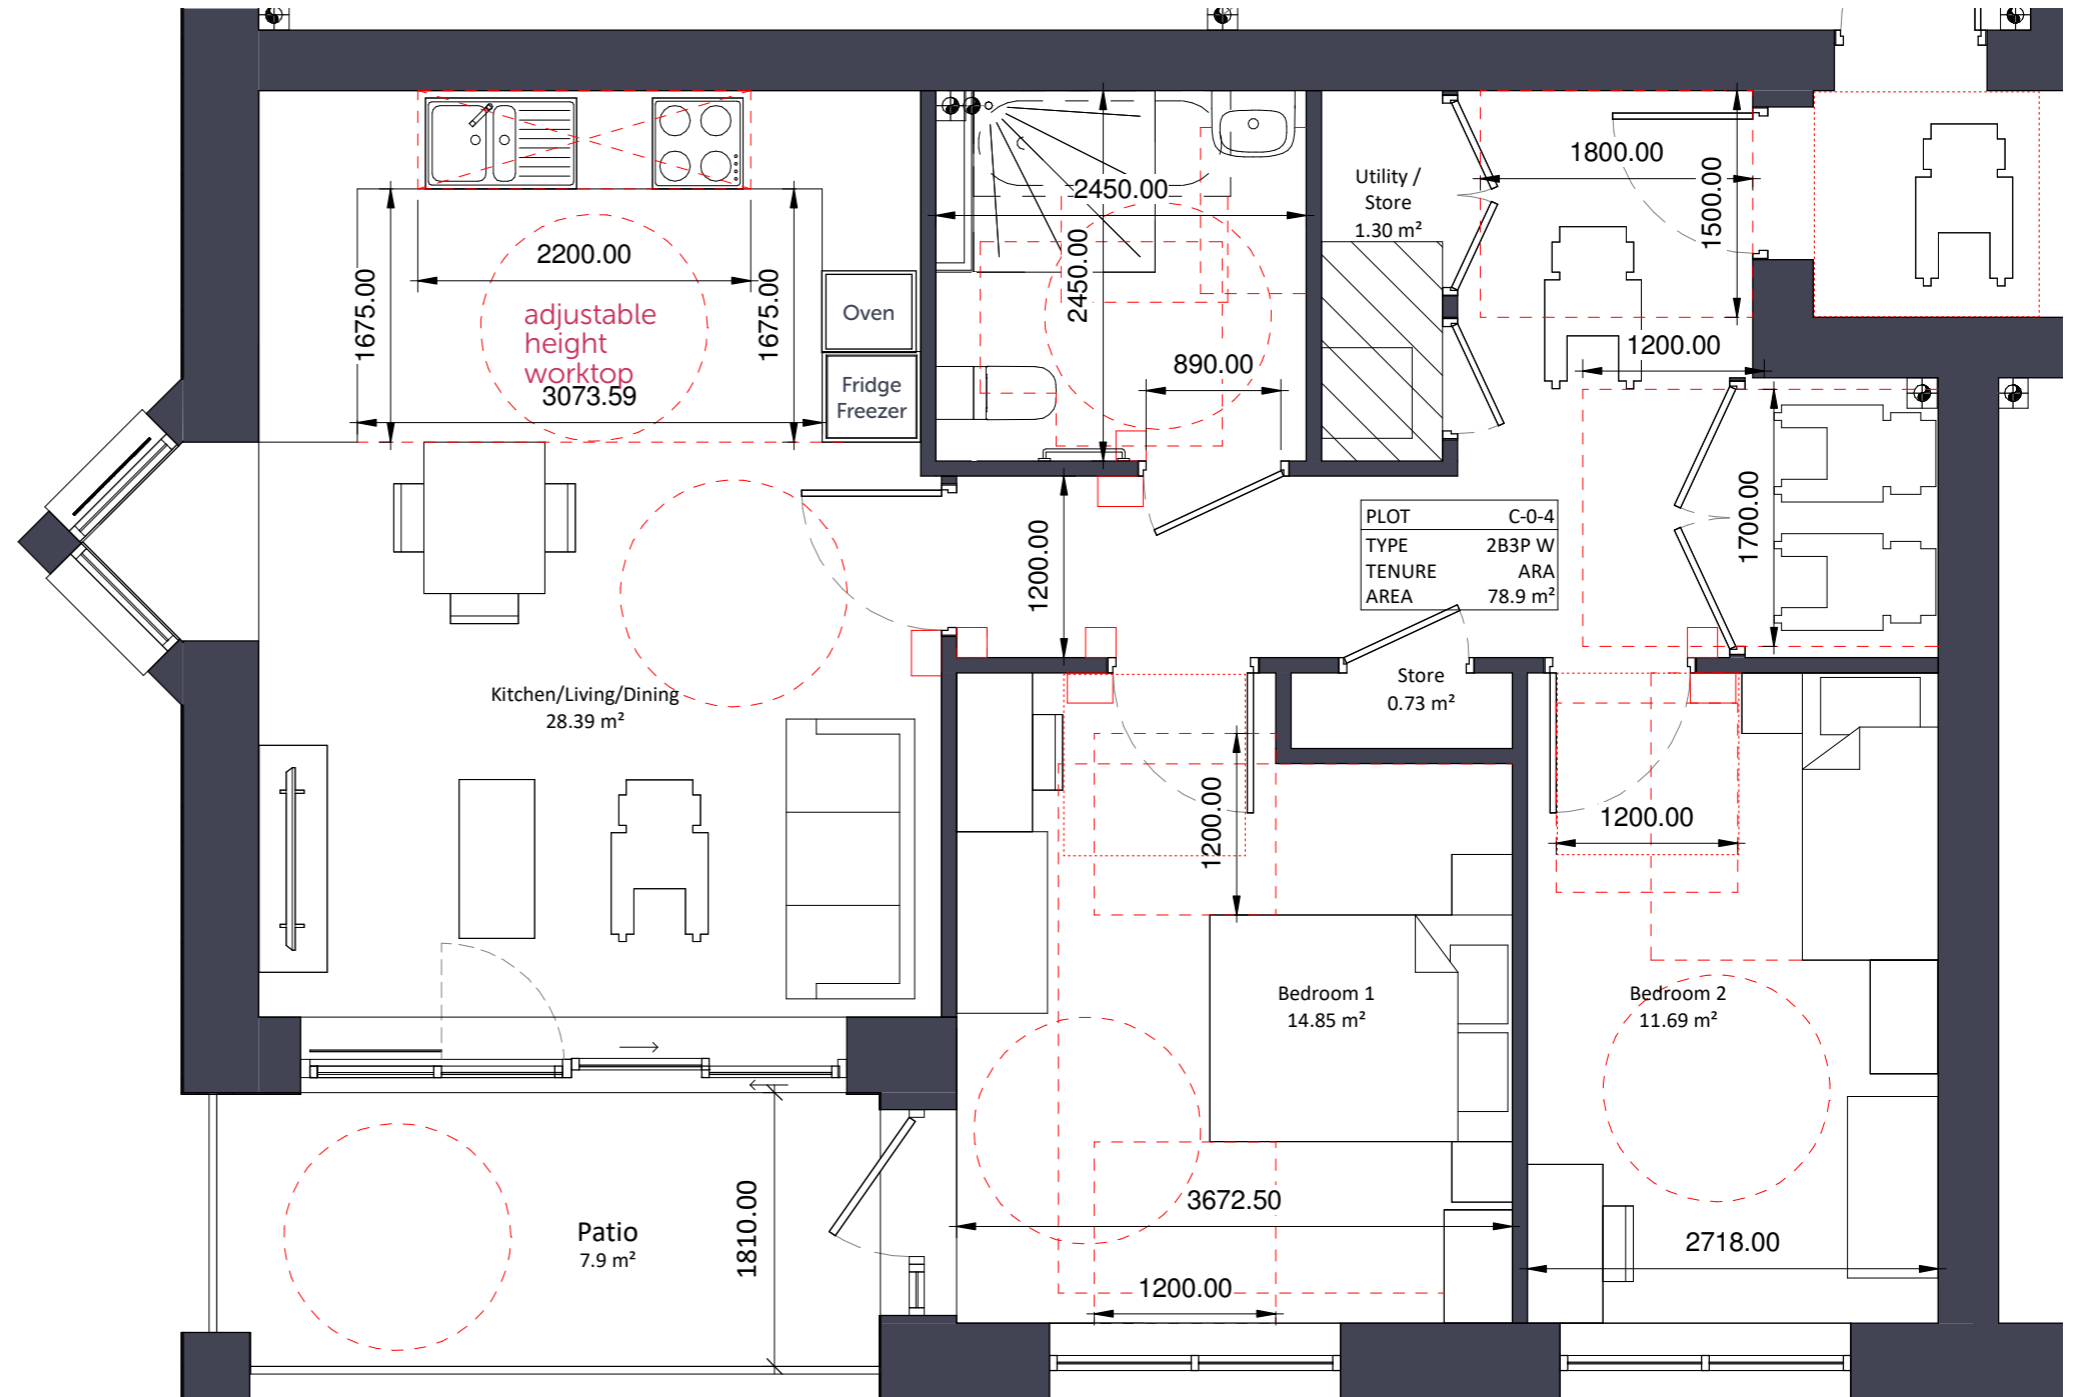 2450.00
1800.00
1500.00
Utility /
Store
1.30 m²
2200.00
2450.00
1675.00
1675.00
adjustable
height
worktop
Oven
3073.59
Fridge
Freezer
890.00
1200.00
1700.00
1200.00
PLOT C-0-4
TYPE 2B3P W
TENURE ARA
AREA 78.9 m²
Kitchen/Living/Dining
28.39 m²
Store
0.73 m²
1200.00
1200.00
Bedroom 1
14.85 m²
Bedroom 2
11.69 m²
Patio
7.9 m²
1810.00
3672.50
2718.00
1200.00